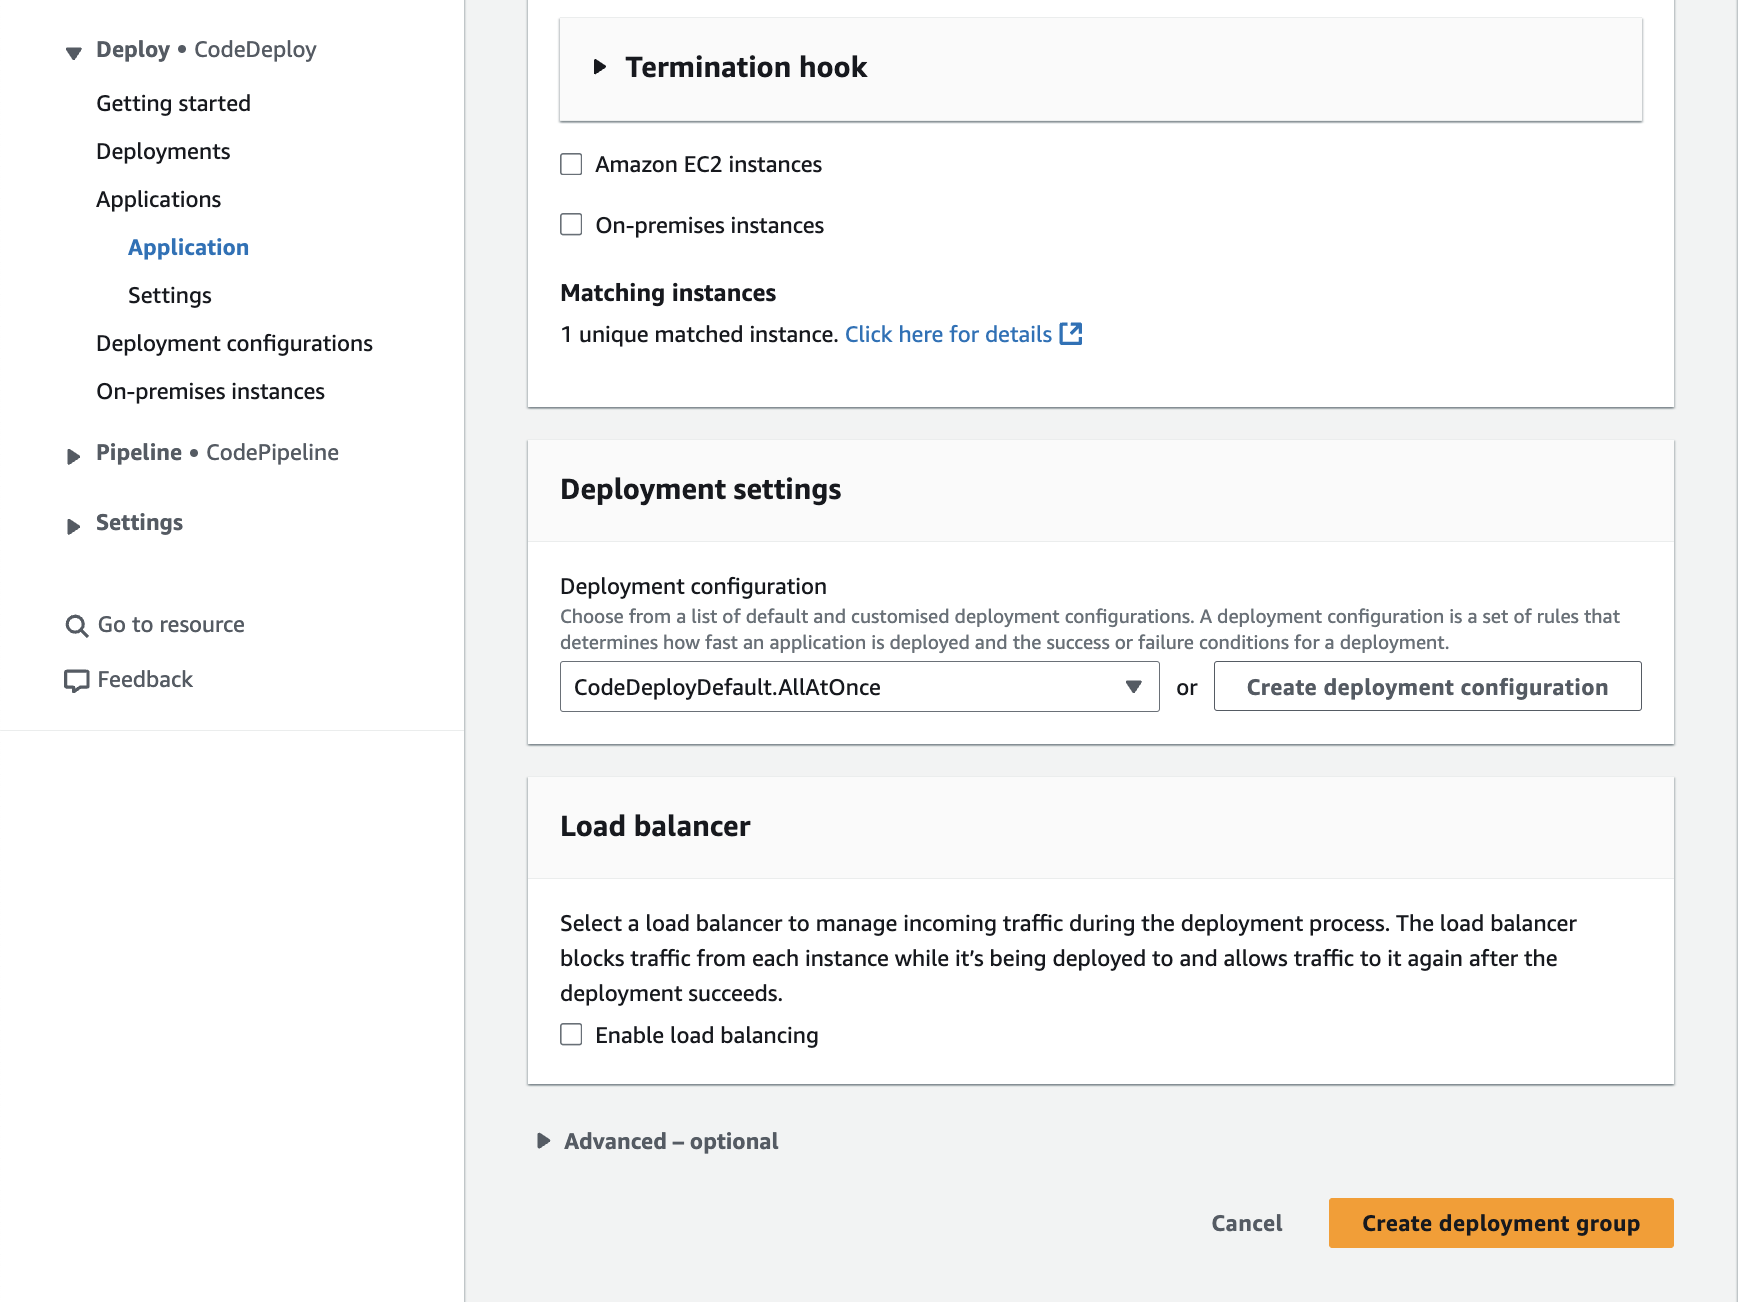 Deploy • CodeDeploy
Getting started
Deployments
Applications
Application
Settings
Deployment configurations
On-premises instances
Pipeline • CodePipeline
Settings
Go to resource
Feedback
Termination hook
Amazon EC2 instances
On-premises instances
Matching instances
1 unique matched instance. Click here for details
Deployment settings
Deployment configuration
Choose from a list of default and customised deployment configurations. A deployment configuration is a set of rules that
determines how fast an application is deployed and the success or failure conditions for a deployment.
CodeDeployDefault.AllAtOnce or Create deployment configuration
Load balancer
Select a load balancer to manage incoming traffic during the deployment process. The load balancer
blocks traffic from each instance while it’s being deployed to and allows traffic to it again after the
deployment succeeds.
Enable load balancing
Advanced – optional
Cancel Create deployment group